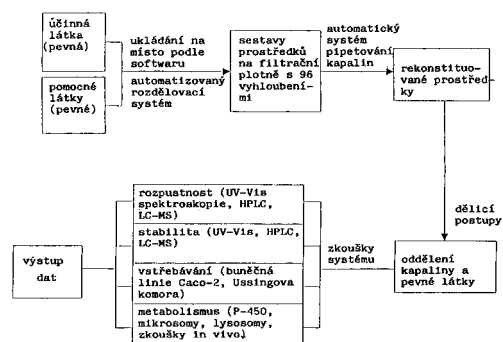 účinná
látka
(pevná)
pomocné
látky
(pevné)
ukládání na
místo podle
softwaru
automatizovaný
rozdělovací
systém
sestavy
prostředků
na filtrační
plotně s 96
vyhloubení-
mi
automatický
systém
pipetování
kapalin
rekonstituo-
vané prostřed-
ky
dělicí
postupy
oddělení
kapaliny a
pevné látky
zkoušky
systému
rozpustnost (UV-Vis
spektroskopie, HPLC,
LC-MS)
stabilita (UV-Vis, HPLC,
LC-MS)
vstřebávání (buněčná
linie Caco-2, Ussingova
komora)
metabolismus (P-450,
mikrosomy, lysosomy,
zkoušky in vivo)
výstup
dat